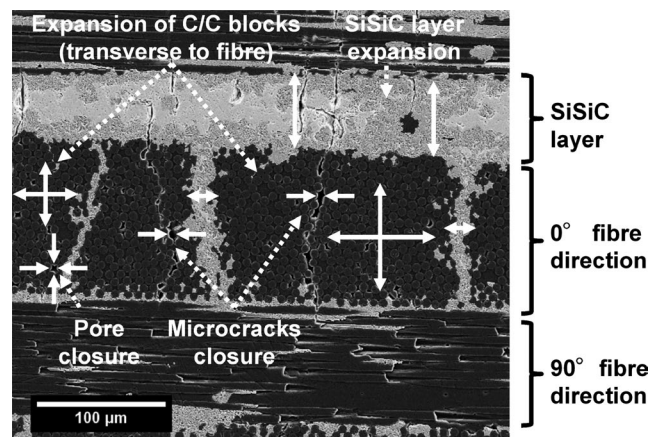 Expansion of C/C blocks
(transverse to fibre)
SiSiC layer
expansion
SiSiC
layer
0° fibre
direction
Pore
closure
Microcracks
closure
90° fibre
direction
100 µm